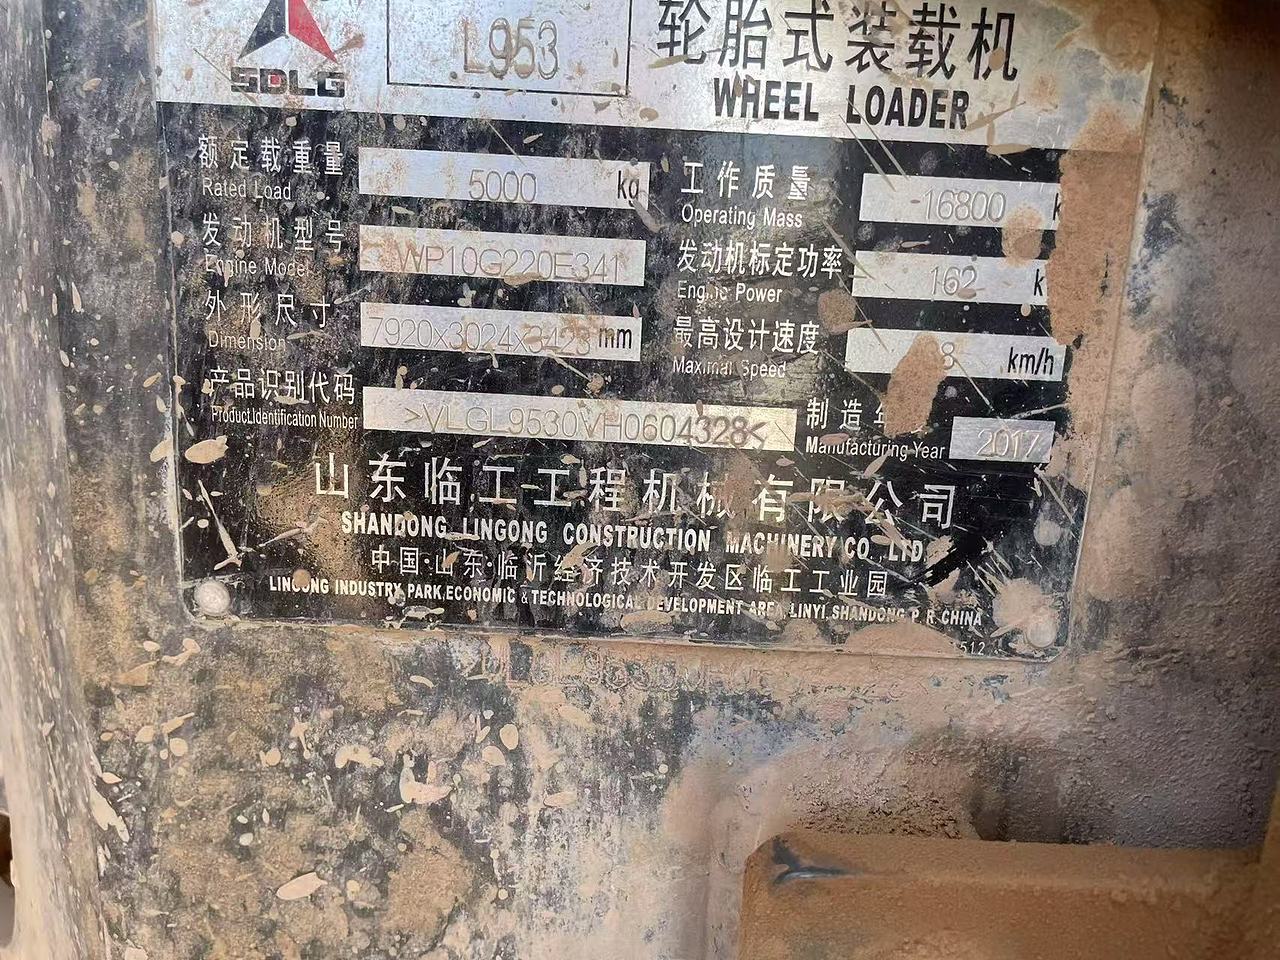 SDLG
L953
轮胎式装载机
WHEEL LOADER
额定载重量 5000 kg
Rated Load
工作质量 16800
Operating Mass
发动机型号 WP10G220E341
Engine Model
发动机标定功率 162
Engine Power
外形尺寸 7920x3024x3423 mm
Dimension
最高设计速度 km/h
Maximal Speed
产品识别代码 >VLGL9530VH0604328<
Product Identification Number
制造年 2017
Manufacturing Year
山东临工工程机械有限公司
SHANDONG LINGONG CONSTRUCTION MACHINERY CO., LTD.
中国·山东·临沂经济技术开发区临工工业园
LINGONG INDUSTRY PARK,ECONOMIC & TECHNOLOGICAL DEVELOPMENT AREA, LINYI, SHANDONG P. R. CHINA